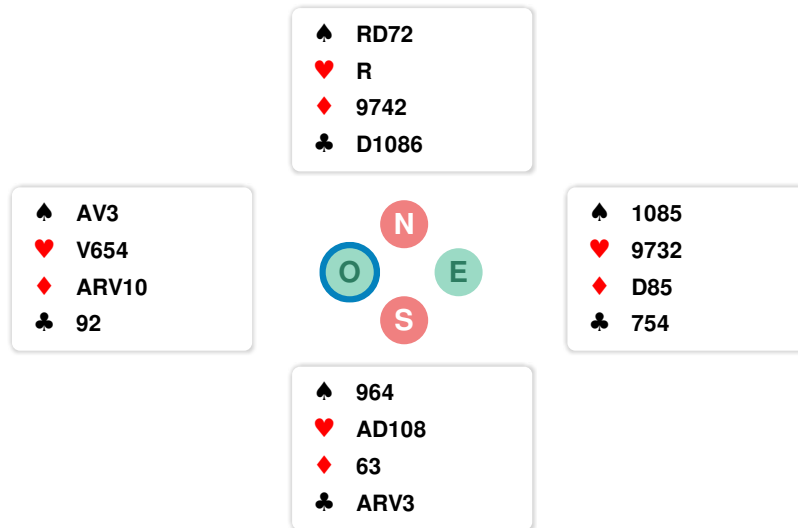 ♠ RD72
♥ R
♦ 9742
♣ D1086
♠ AV3
♥ V654
♦ ARV10
♣ 92
N
O E
S
♠ 1085
♥ 9732
♦ D85
♣ 754
♠ 964
♥ AD108
♦ 63
♣ ARV3